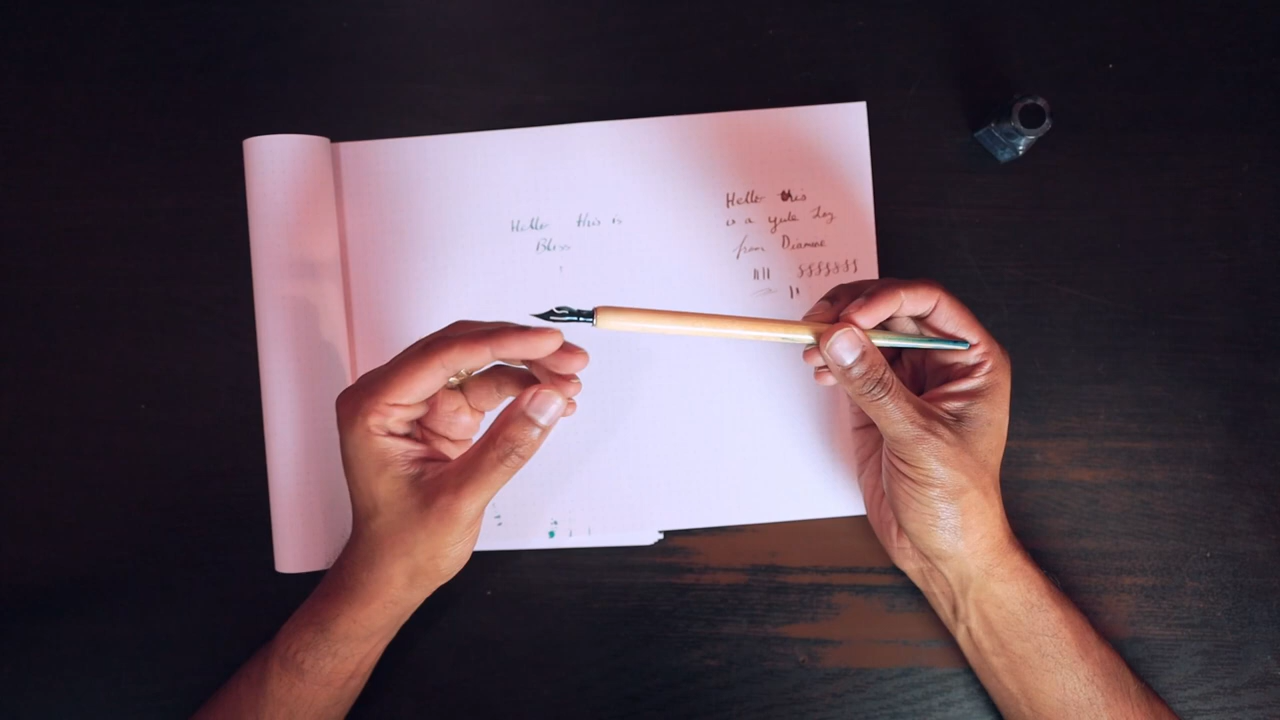 Hello this is
Bliss
Hello this
is a yule log
from Diamine